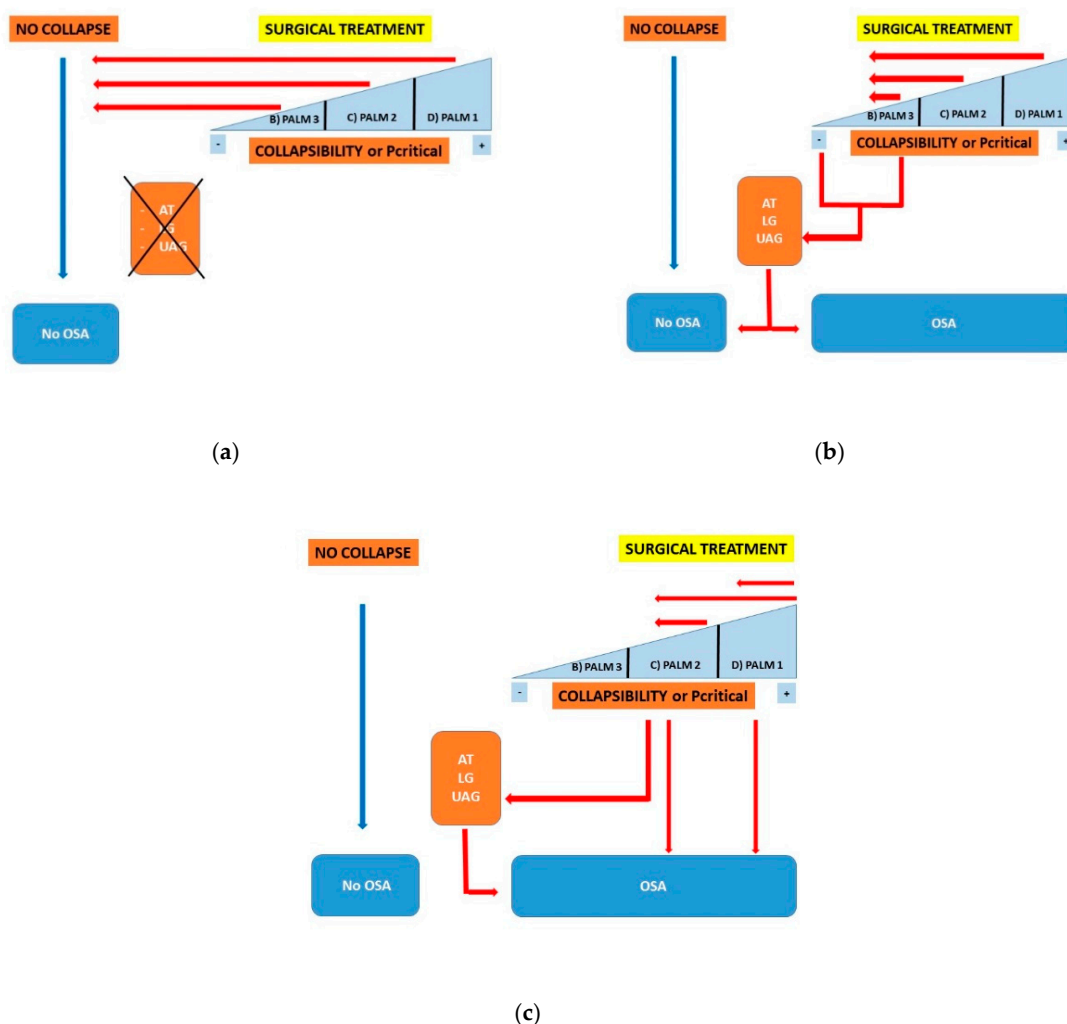 NO COLLAPSE
SURGICAL TREATMENT
B) PALM 3
C) PALM 2
D) PALM 1
-
COLLAPSIBILITY or Pcritical
+
- AT
- LG
- UAG
No OSA
(a)
NO COLLAPSE
SURGICAL TREATMENT
B) PALM 3
C) PALM 2
D) PALM 1
-
COLLAPSIBILITY or Pcritical
+
AT
LG
UAG
No OSA
OSA
(b)
NO COLLAPSE
SURGICAL TREATMENT
B) PALM 3
C) PALM 2
D) PALM 1
-
COLLAPSIBILITY or Pcritical
+
AT
LG
UAG
No OSA
OSA
(c)